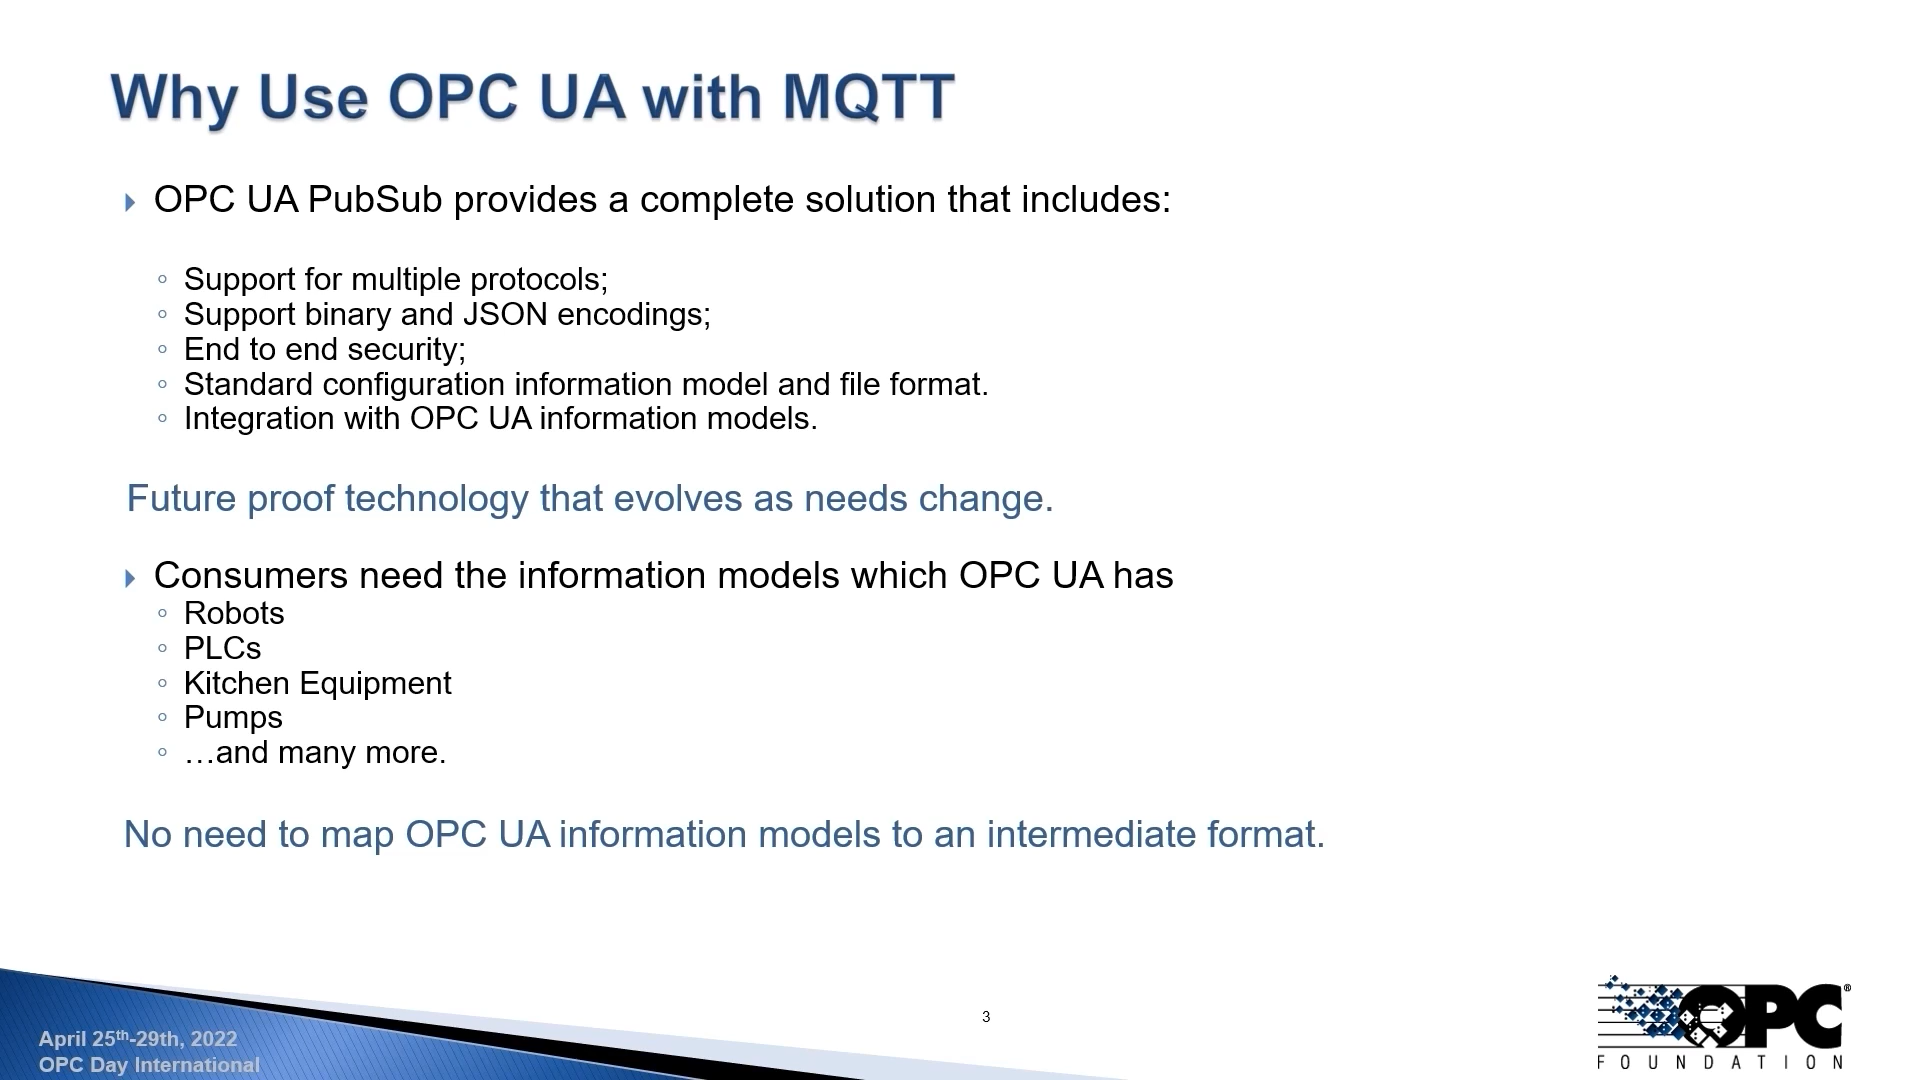 Why Use OPC UA with MQTT
OPC UA PubSub provides a complete solution that includes:
Support for multiple protocols;
Support binary and JSON encodings;
End to end security;
Standard configuration information model and file format.
Integration with OPC UA information models.
Future proof technology that evolves as needs change.
Consumers need the information models which OPC UA has
Robots
PLCs
Kitchen Equipment
Pumps
…and many more.
No need to map OPC UA information models to an intermediate format.
April 25th-29th, 2022
OPC Day International
3
OPC®
FOUNDATION